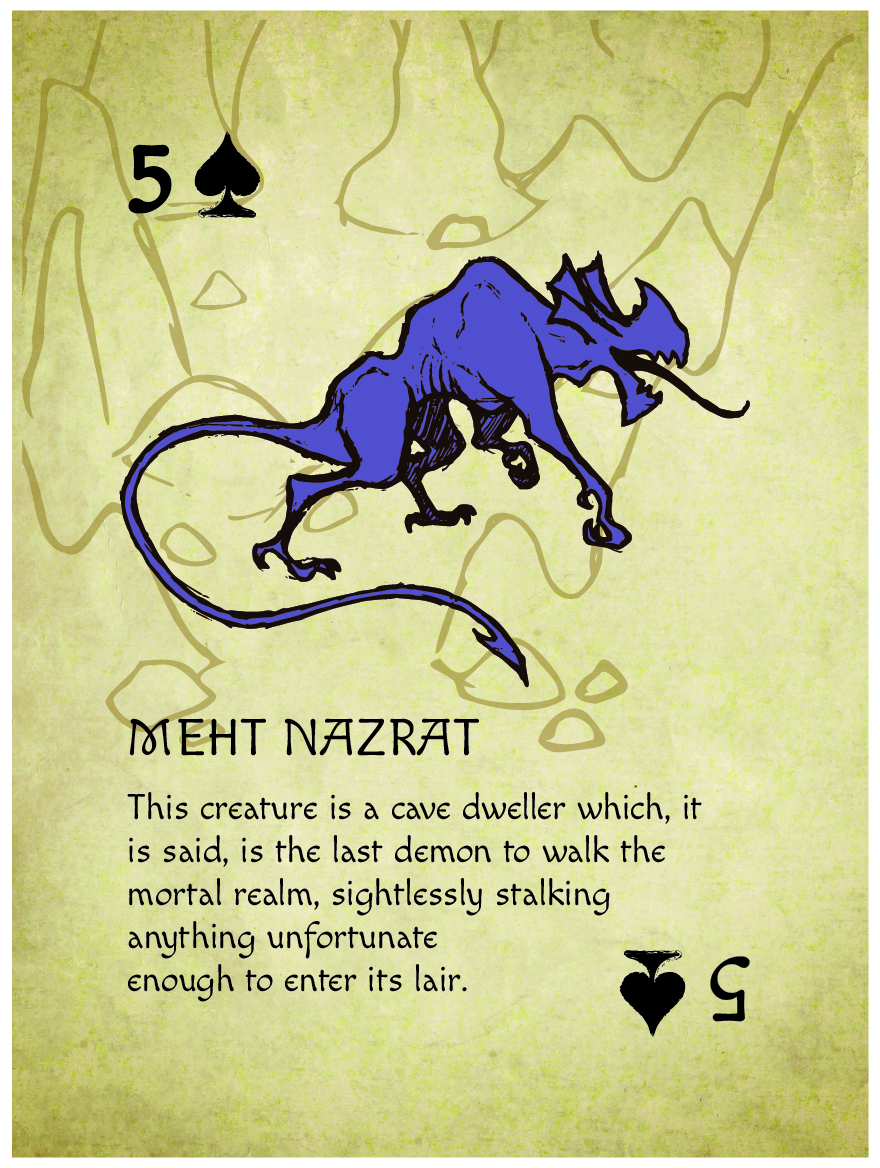 5
MEHT NAZRAT
This creature is a cave dweller which, it
is said, is the last demon to walk the
mortal realm, sightlessly stalking
anything unfortunate
enough to enter its lair.
5